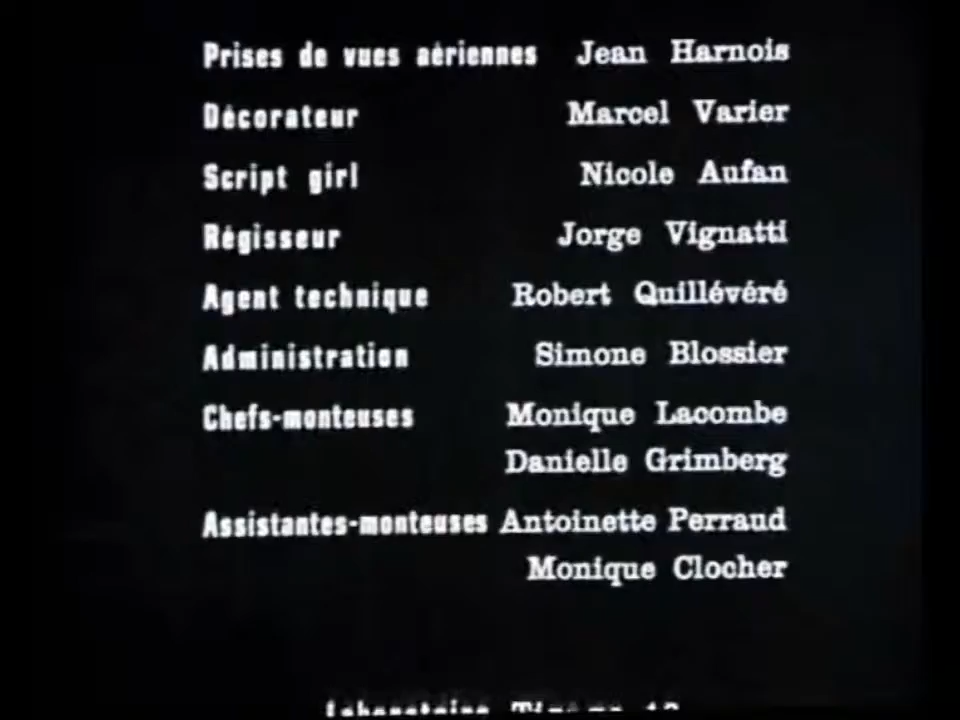 Prises de vues aériennes Jean Harnois
Décorateur Marcel Varier
Script girl Nicole Aufan
Régisseur Jorge Vignatti
Agent technique Robert Quillévéré
Administration Simone Blossier
Chefs-monteuses Monique Lacombe
Danielle Grimberg
Assistantes-monteuses Antoinette Perraud
Monique Clocher